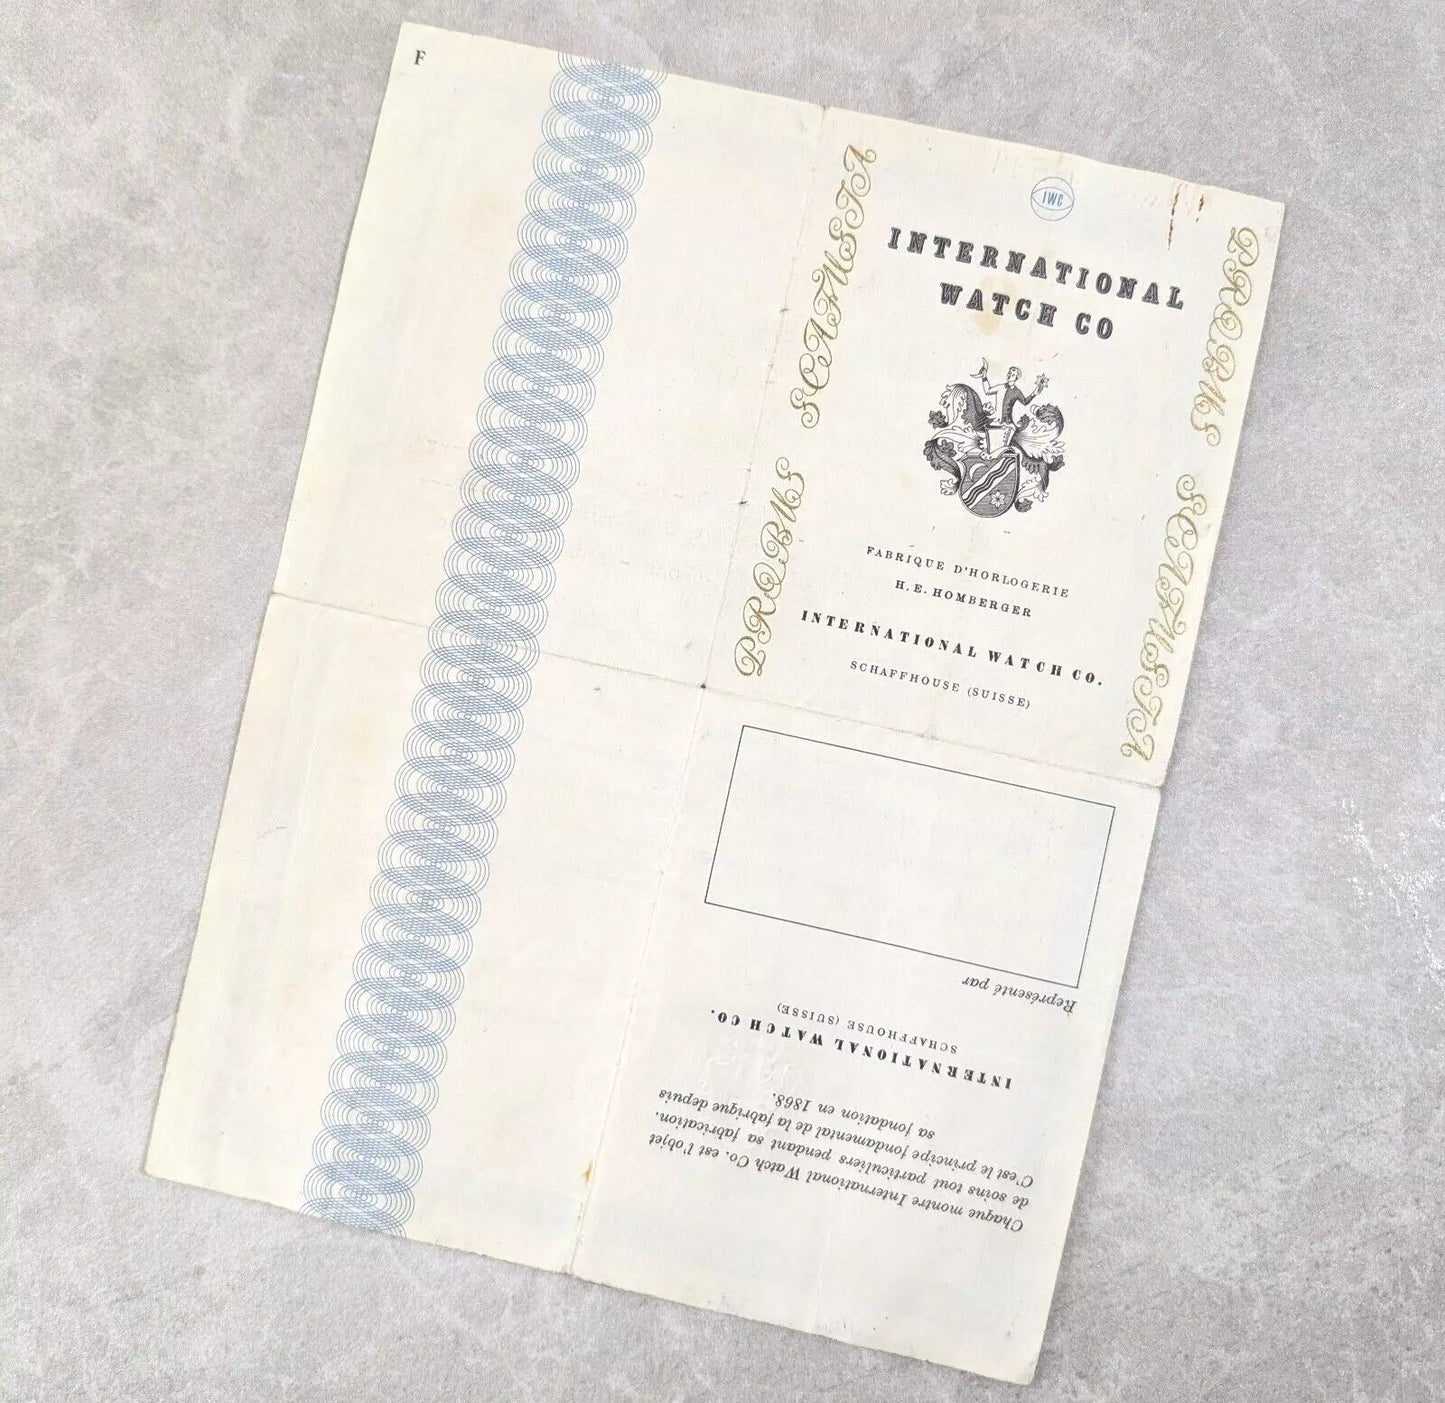 F
IWC
INTERNATIONAL
WATCH CO
PROBUS SCAFUSIA
PROBUS SCAFUSIA
FABRIQUE D'HORLOGERIE
H. E. HOMBERGER
INTERNATIONAL WATCH CO.
SCHAFFHOUSE (SUISSE)
Chaque montre International Watch Co. est l'objet
de soins tout particuliers pendant sa fabrication.
C'est le principe fondamental de la fabrique depuis
sa fondation en 1868.
INTERNATIONAL WATCH CO.
SCHAFFHOUSE (SUISSE)
Représenté par